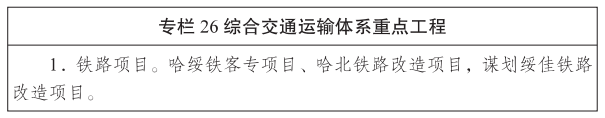 专栏 26 综合交通运输体系重点工程
1. 铁路项目。哈绥铁客专项目、哈北铁路改造项目，谋划绥佳铁路
改造项目。